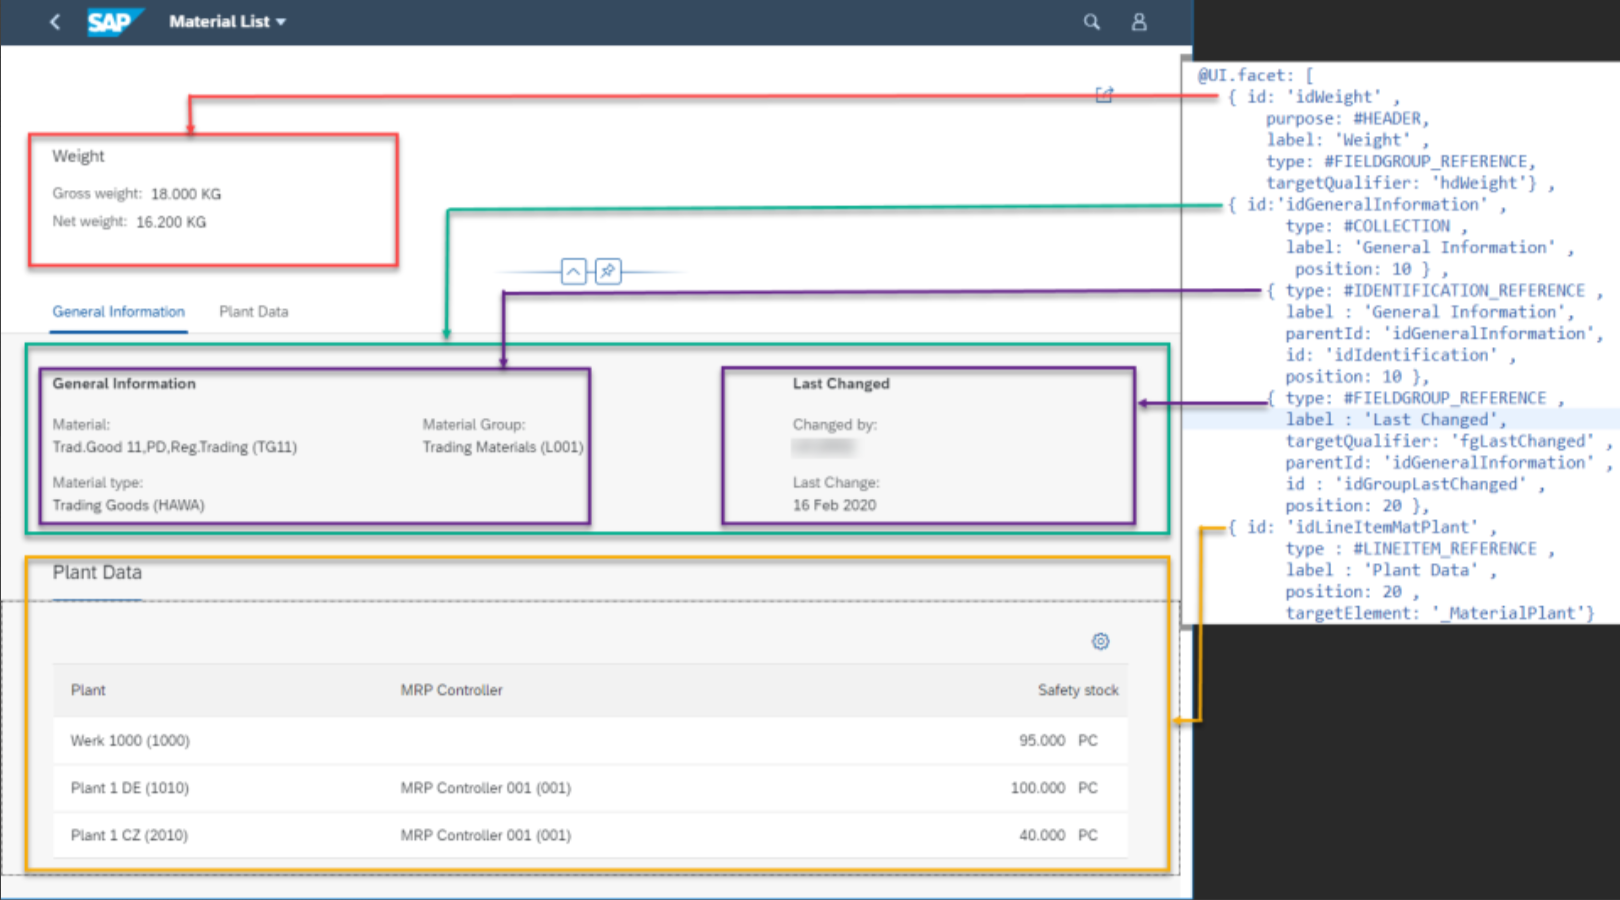 SAP Material List
Weight
Gross weight: 18.000 KG
Net weight: 16.200 KG
General Information Plant Data
General Information
Material:
Trad.Good 11,PD,Reg.Trading (TG11)
Material type:
Trading Goods (HAWA)
Material Group:
Trading Materials (L001)
Last Changed
Changed by:
Last Change:
16 Feb 2020
Plant Data
Plant MRP Controller Safety stock
Werk 1000 (1000) 95.000 PC
Plant 1 DE (1010) MRP Controller 001 (001) 100.000 PC
Plant 1 CZ (2010) MRP Controller 001 (001) 40.000 PC
@UI.facet: [
{ id: 'idWeight' ,
purpose: #HEADER,
label: 'Weight' ,
type: #FIELDGROUP_REFERENCE,
targetQualifier: 'hdWeight'} ,
{ id:'idGeneralInformation' ,
type: #COLLECTION ,
label: 'General Information' ,
position: 10 } ,
{ type: #IDENTIFICATION_REFERENCE ,
label : 'General Information',
parentId: 'idGeneralInformation',
id: 'idIdentification' ,
position: 10 },
{ type: #FIELDGROUP_REFERENCE ,
label : 'Last Changed',
targetQualifier: 'fgLastChanged' ,
parentId: 'idGeneralInformation' ,
id : 'idGroupLastChanged' ,
position: 20 },
{ id: 'idLineItemMatPlant' ,
type : #LINEITEM_REFERENCE ,
label : 'Plant Data' ,
position: 20 ,
targetElement: '_MaterialPlant'}